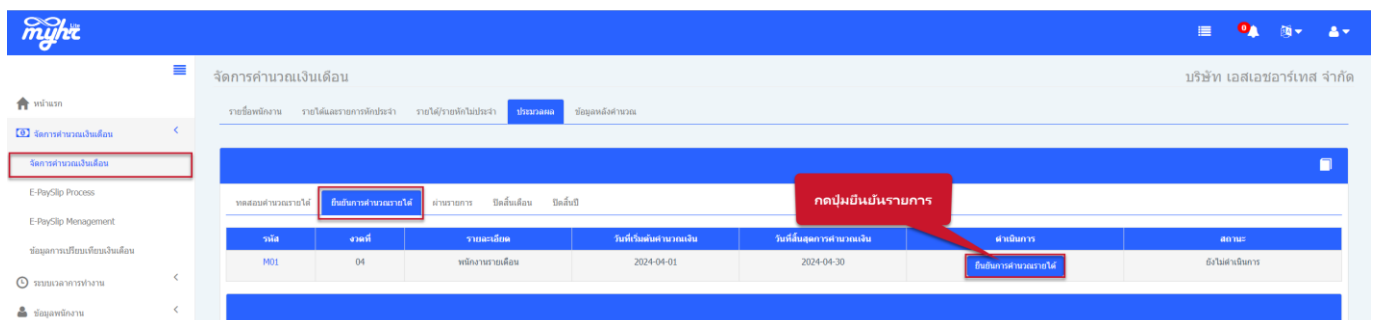 myhr lite
0
จัดการคำนวณเงินเดือน
บริษัท เอสเอชอาร์เทส จำกัด
หน้าแรก
จัดการคำนวณเงินเดือน
จัดการคำนวณเงินเดือน
E-PaySlip Process
E-PaySlip Menagement
ข้อมูลการเปรียบเทียบเงินเดือน
ระบบเวลาการทำงาน
ข้อมูลพนักงาน
รายชื่อพนักงาน รายได้และรายการหักประจำ รายได้/รายหักไม่ประจำ ประมวลผล ข้อมูลหลังคำนวณ
ทดสอบคำนวณรายได้ ยืนยันการคำนวณรายได้ ผ่านรายการ ปิดสิ้นเดือน ปิดสิ้นปี
กดปุ่มยืนยันรายการ
รหัส งวดที่ รายละเอียด วันที่เริ่มต้นคำนวณเงิน วันที่สิ้นสุดการคำนวณเงิน ดำเนินการ สถานะ
M01 04 พนักงานรายเดือน 2024-04-01 2024-04-30 ยืนยันการคำนวณรายได้ ยังไม่ดำเนินการ